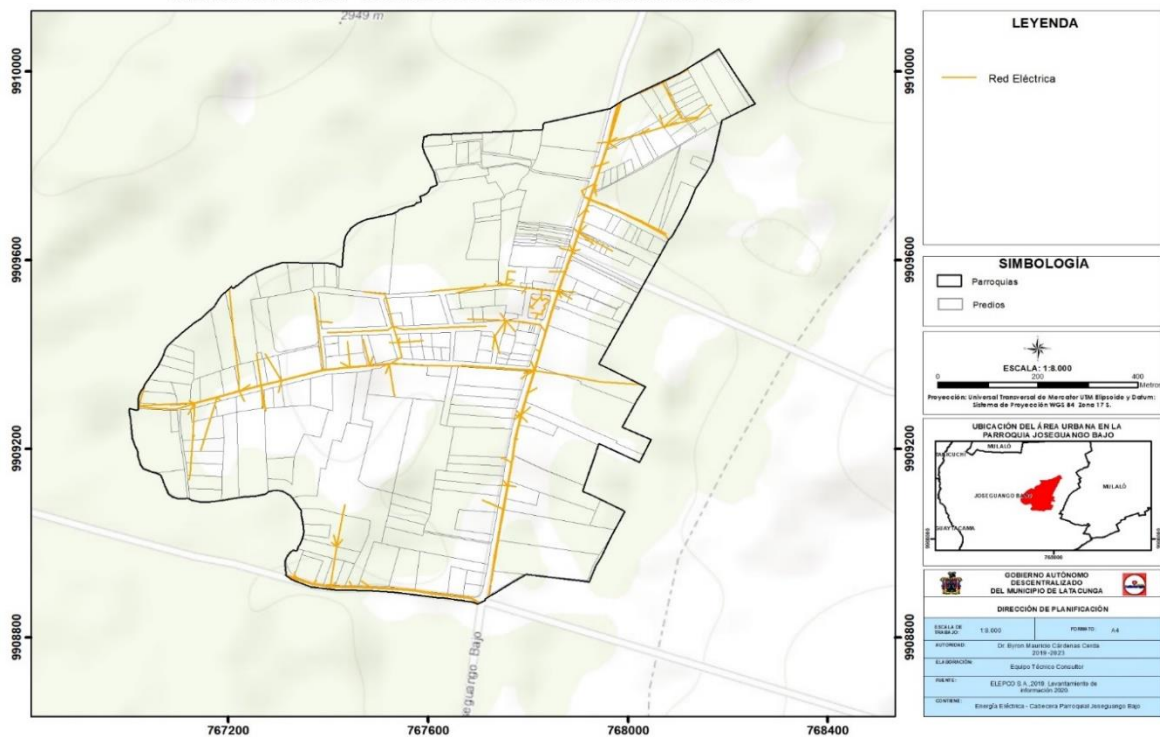 2949 m
9910000
9909600
9909200
9908800
767200
767600
768000
768400
9910000
9909600
9909200
9908800
seguango Bajo
LEYENDA
Red Eléctrica
SIMBOLOGÍA
Parroquias
Predios
ESCALA: 1:8.000
0 200 400
Metros
Proyección: Universal Transversal de Mercator UTM Elipsoide y Datum:
Sistema de Proyección WGS 84 Zona 17 S.
UBICACIÓN DEL ÁREA URBANA EN LA
PARROQUIA JOSEGUANGO BAJO
MULALÓ
JOSEGUANGO BAJO
MULALÓ
GUAYTACAMA
768000
GOBIERNO AUTÓNOMO
DESCENTRALIZADO
DEL MUNICIPIO DE LATACUNGA
DIRECCIÓN DE PLANIFICACIÓN
ESCALA DE
TRABAJO: 1:8.000 FORMATO: A4
AUTORIDAD: Dr. Byron Mauricio Cárdenas Cerda
2019 -2023
ELABORACIÓN: Equipo Técnico Consultor
FUENTE: ELEPCO S.A.,2019. Levantamiento de
información 2020
CONTIENE: Energía Eléctrica - Cabecera Parroquial Joseguango Bajo